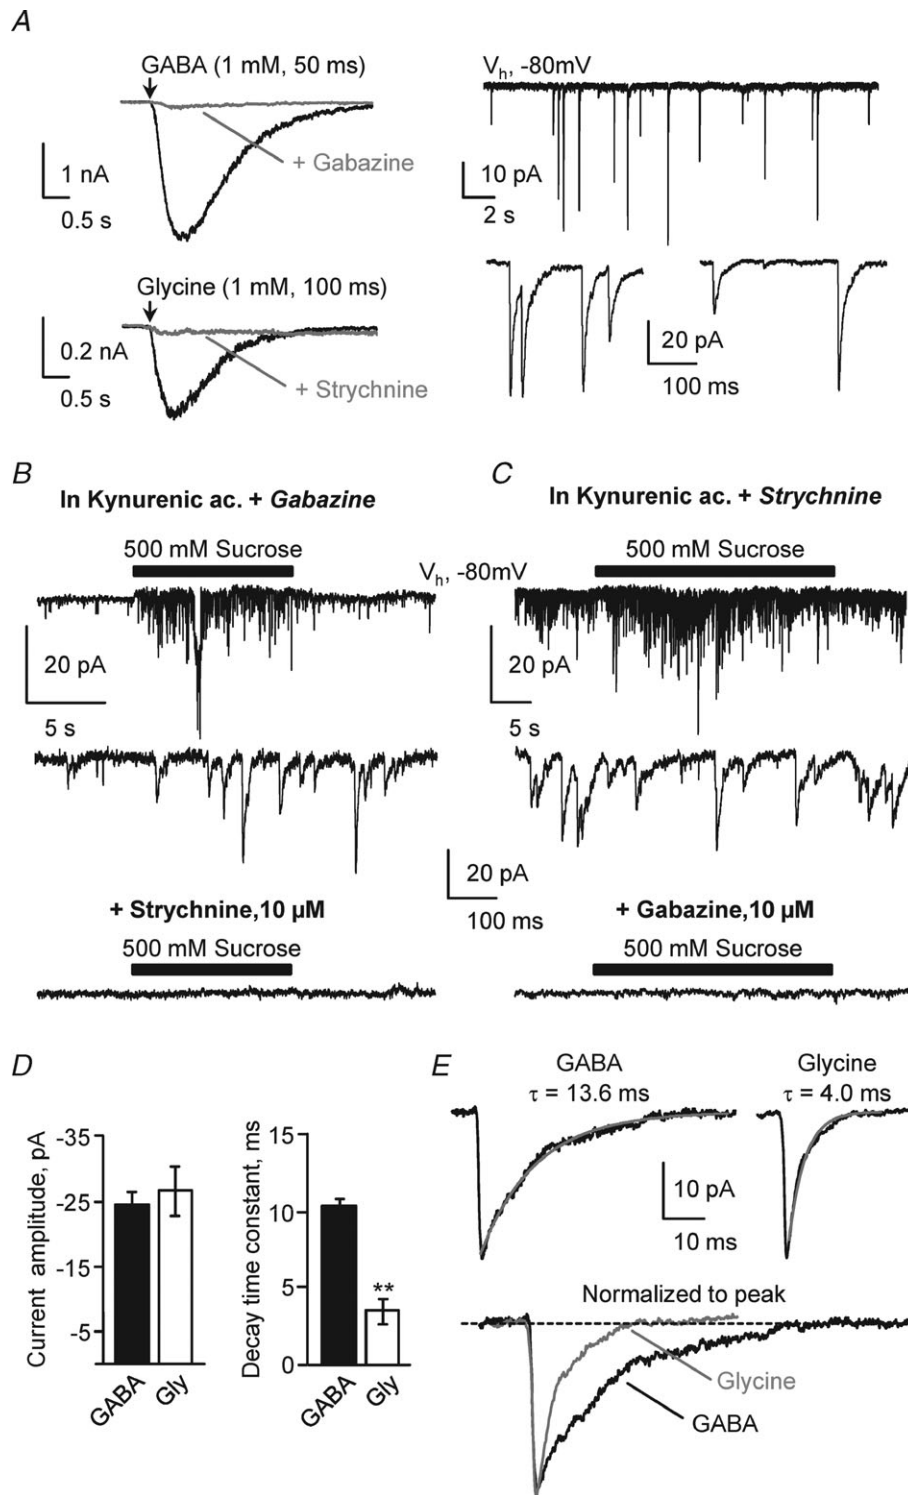 A
GABA (1 mM, 50 ms)
+ Gabazine
1 nA
0.5 s
Vh, -80mV
10 pA
2 s
Glycine (1 mM, 100 ms)
0.2 nA
0.5 s
+ Strychnine
20 pA
100 ms
B
In Kynurenic ac. + Gabazine
500 mM Sucrose
Vh, -80mV
20 pA
5 s
C
In Kynurenic ac. + Strychnine
500 mM Sucrose
20 pA
5 s
20 pA
100 ms
+ Strychnine,10 µM
500 mM Sucrose
+ Gabazine,10 µM
500 mM Sucrose
D
Current amplitude, pA
-35
-25
-15
-5
GABA
Gly
Decay time constant, ms
15
10
5
0
**
GABA
Gly
E
GABA
τ = 13.6 ms
Glycine
τ = 4.0 ms
10 pA
10 ms
Normalized to peak
Glycine
GABA